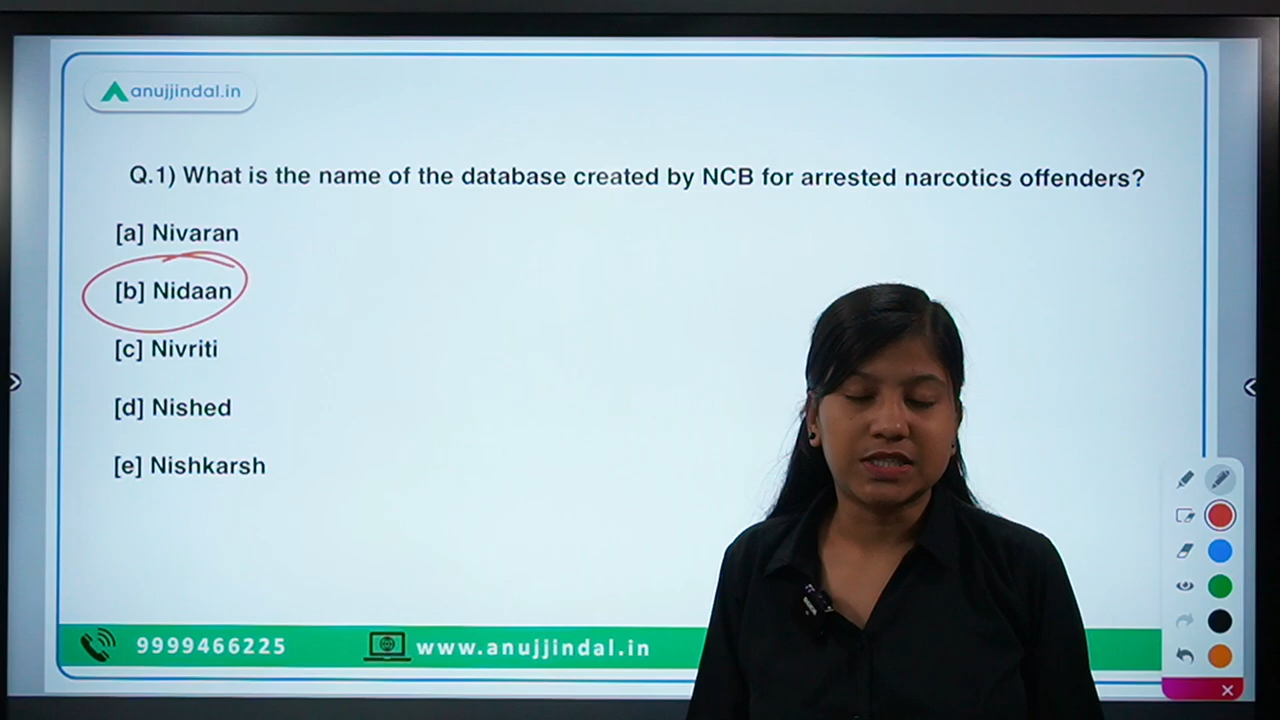 anujjindal.in
Q.1) What is the name of the database created by NCB for arrested narcotics offenders?
[a] Nivaran
[b] Nidaan
[c] Nivriti
[d] Nished
[e] Nishkarsh
9999466225 www.anujjindal.in